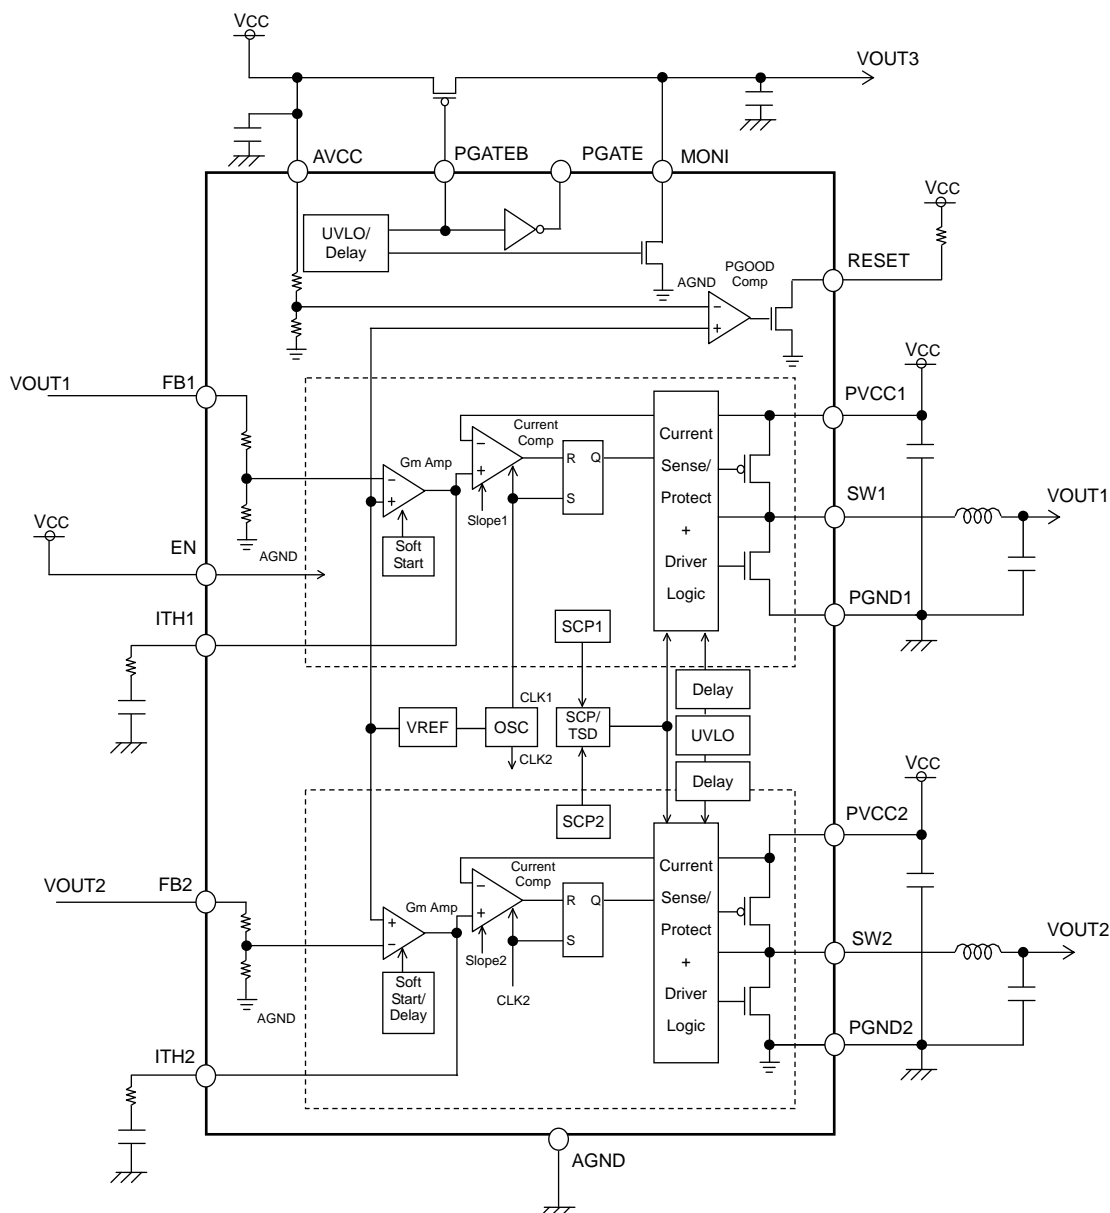 VCC
VOUT3
AVCC
PGATEB
PGATE
MONI
VCC
UVLO/
Delay
RESET
AGND
PGOOD
Comp
−
+
VCC
VOUT1
FB1
PVCC1
Current
Comp
Current
Sense/
Protect
+
Driver
Logic
Gm Amp
−
+
−
+
R
Q
S
SW1
VOUT1
Slope1
VCC
EN
AGND
Soft
Start
ITH1
PGND1
SCP1
Delay
CLK1
VREF
OSC
SCP/
TSD
UVLO
CLK2
Delay
VCC
SCP2
PVCC2
Current
Comp
Current
Sense/
Protect
+
Driver
Logic
VOUT2
FB2
Gm Amp
−
+
R
Q
S
+
−
SW2
VOUT2
Slope2
Soft
Start/
Delay
CLK2
AGND
PGND2
ITH2
AGND